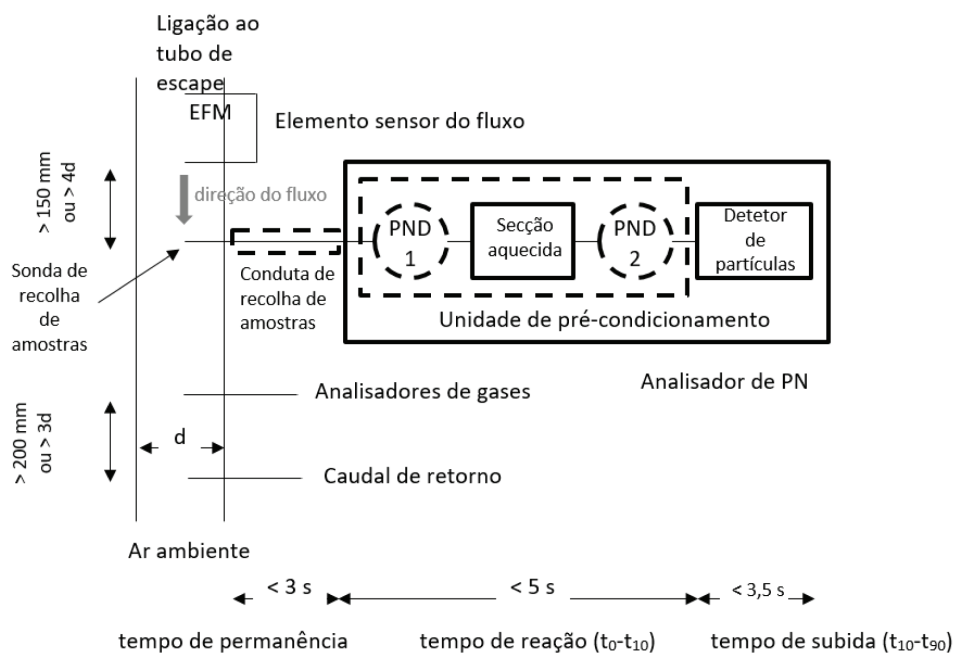 Ligação ao
tubo de
escape
EFM
Elemento sensor do fluxo
> 150 mm
ou > 4d
direção do fluxo
PND
1
Secção
aquecida
PND
2
Detetor
de
partículas
Sonda de
recolha
de
amostras
Conduta de
recolha de
amostras
Unidade de pré-condicionamento
Analisador de PN
Analisadores de gases
> 200 mm
ou > 3d
d
Caudal de retorno
Ar ambiente
< 3 s
< 5 s
< 3,5 s
tempo de permanência
tempo de reação (t₀-t₁₀)
tempo de subida (t₁₀-t₉₀)